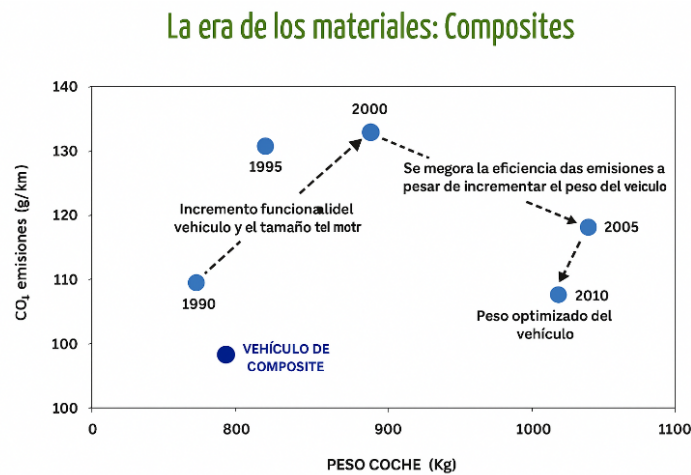 La era de los materiales: Composites
CO₄ emisiones (g/km)
140
130
120
110
100
100
0
800
900
1000
1100
PESO COCHE (Kg)
1990
1995
2000
2005
2010
Incremento funcionalidel
vehículo y el tamaño tel motr
Se megora la eficiencia das emisiones a
pesar de incrementar el peso del veiculo
Peso optimizado del
vehículo
VEHÍCULO DE
COMPOSITE